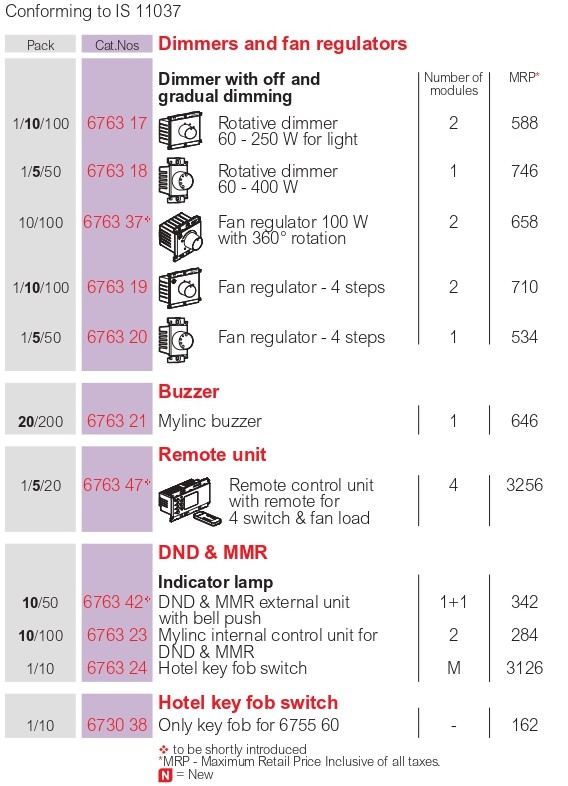 Conforming to IS 11037
Pack Cat.Nos Dimmers and fan regulators
Dimmer with off and gradual dimming Number of modules MRP*
1/10/100 6763 17 Rotative dimmer 2 588
60 - 250 W for light
1/5/50 6763 18 Rotative dimmer 1 746
60 - 400 W
10/100 6763 37❖ Fan regulator 100 W 2 658
with 360° rotation
1/10/100 6763 19 Fan regulator - 4 steps 2 710
1/5/50 6763 20 Fan regulator - 4 steps 1 534
Buzzer
20/200 6763 21 Mylinc buzzer 1 646
Remote unit
1/5/20 6763 47❖ Remote control unit 4 3256
with remote for
4 switch & fan load
DND & MMR
Indicator lamp
10/50 6763 42❖ DND & MMR external unit 1+1 342
with bell push
10/100 6763 23 Mylinc internal control unit for 2 284
DND & MMR
1/10 6763 24 Hotel key fob switch M 3126
Hotel key fob switch
1/10 6730 38 Only key fob for 6755 60 - 162
❖ to be shortly introduced
*MRP - Maximum Retail Price Inclusive of all taxes.
N = New